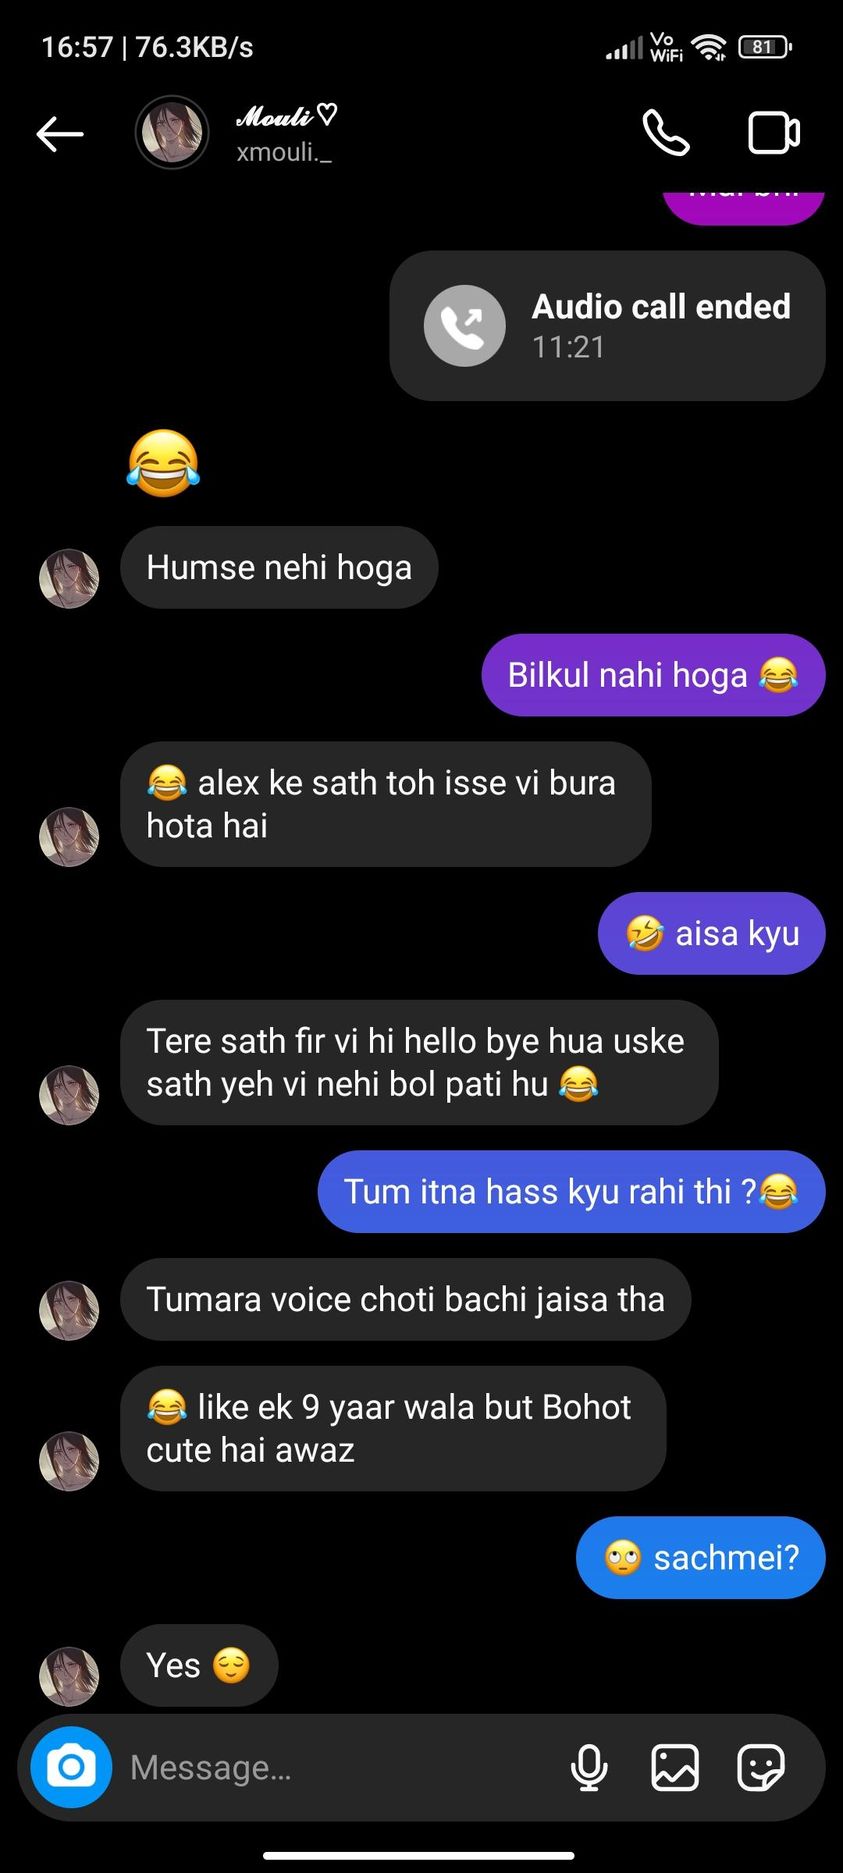 16:57 | 76.3KB/s
Vo
WiFi
81
𝓜𝓸𝓾𝓵𝓲♡
xmouli._
Mai bhi
Audio call ended
11:21
😂
Humse nehi hoga
Bilkul nahi hoga 😂
😂 alex ke sath toh isse vi bura
hota hai
🤣 aisa kyu
Tere sath fir vi hi hello bye hua uske
sath yeh vi nehi bol pati hu 😂
Tum itna hass kyu rahi thi ?😂
Tumara voice choti bachi jaisa tha
😂 like ek 9 yaar wala but Bohot
cute hai awaz
🙄 sachmei?
Yes 😌
Message...